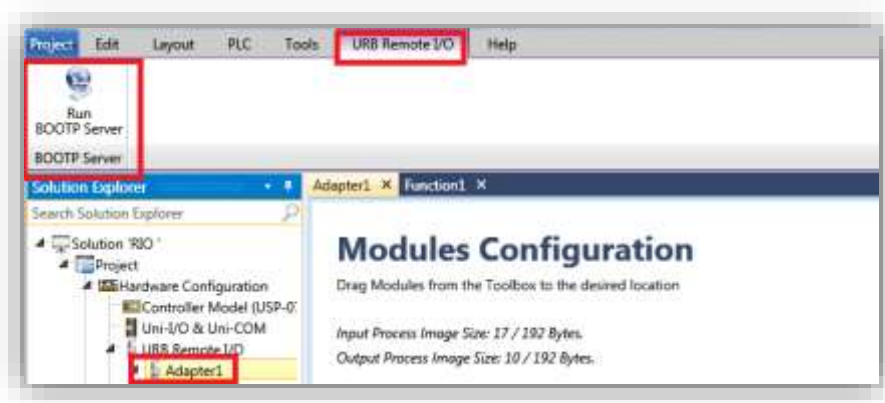 Project Edit Layout PLC Tools URB Remote I/O Help
Run
BOOTP Server
BOOTP Server
Solution Explorer
Search Solution Explorer
Solution 'RIO '
Project
Hardware Configuration
Controller Model (USP-0
Uni-I/O & Uni-COM
URB Remote I/O
Adapter1
Adapter1 × Function1 ×
Modules Configuration
Drag Modules from the Toolbox to the desired location
Input Process Image Size: 17 / 192 Bytes.
Output Process Image Size: 10 / 192 Bytes.